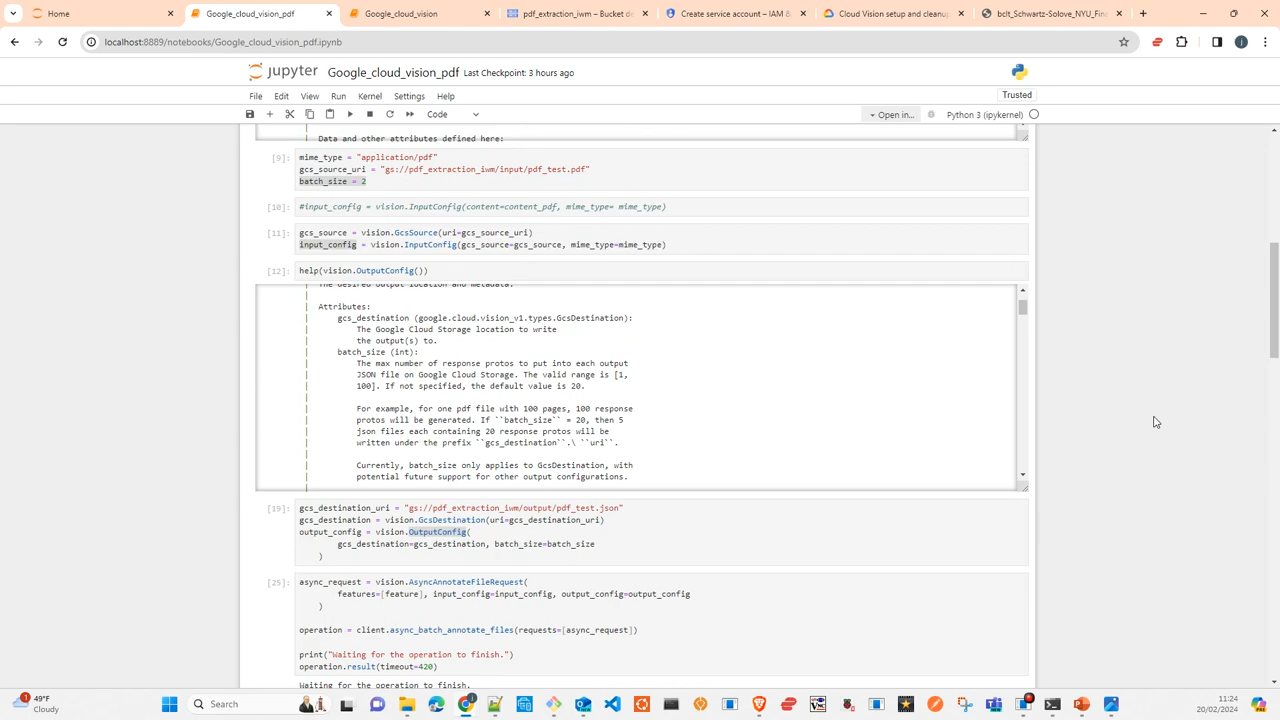 Home
Google_cloud_vision_pdf
Google_cloud_vision
pdf_extraction_iwm – Bucket de
Create service account – IAM &
Cloud Vision setup and cleanup
bclt_Schwartz-Solove_NYU_Fina
localhost:8889/notebooks/Google_cloud_vision_pdf.ipynb
jupyter Google_cloud_vision_pdf Last Checkpoint: 3 hours ago
File Edit View Run Kernel Settings Help
Trusted
Code
Open in...
Python 3 (ipykernel)
| Data and other attributes defined here:
[9]: mime_type = "application/pdf"
gcs_source_uri = "gs://pdf_extraction_iwm/input/pdf_test.pdf"
batch_size = 2
[10]: #input_config = vision.InputConfig(content=content_pdf, mime_type= mime_type)
[11]: gcs_source = vision.GcsSource(uri=gcs_source_uri)
input_config = vision.InputConfig(gcs_source=gcs_source, mime_type=mime_type)
[12]: help(vision.OutputConfig())
| The desired output location and metadata.
|
| Attributes:
| gcs_destination (google.cloud.vision_v1.types.GcsDestination):
| The Google Cloud Storage location to write
| the output(s) to.
| batch_size (int):
| The max number of response protos to put into each output
| JSON file on Google Cloud Storage. The valid range is [1,
| 100]. If not specified, the default value is 20.
|
| For example, for one pdf file with 100 pages, 100 response
| protos will be generated. If ``batch_size`` = 20, then 5
| json files each containing 20 response protos will be
| written under the prefix ``gcs_destination``.\ ``uri``.
|
| Currently, batch_size only applies to GcsDestination, with
| potential future support for other output configurations.
[19]: gcs_destination_uri = "gs://pdf_extraction_iwm/output/pdf_test.json"
gcs_destination = vision.GcsDestination(uri=gcs_destination_uri)
output_config = vision.OutputConfig(
gcs_destination=gcs_destination, batch_size=batch_size
)
[25]: async_request = vision.AsyncAnnotateFileRequest(
features=[feature], input_config=input_config, output_config=output_config
)
operation = client.async_batch_annotate_files(requests=[async_request])
print("Waiting for the operation to finish.")
operation.result(timeout=420)
Waiting for the operation to finish.
1
49°F
Cloudy
Search
11:24
20/02/2024